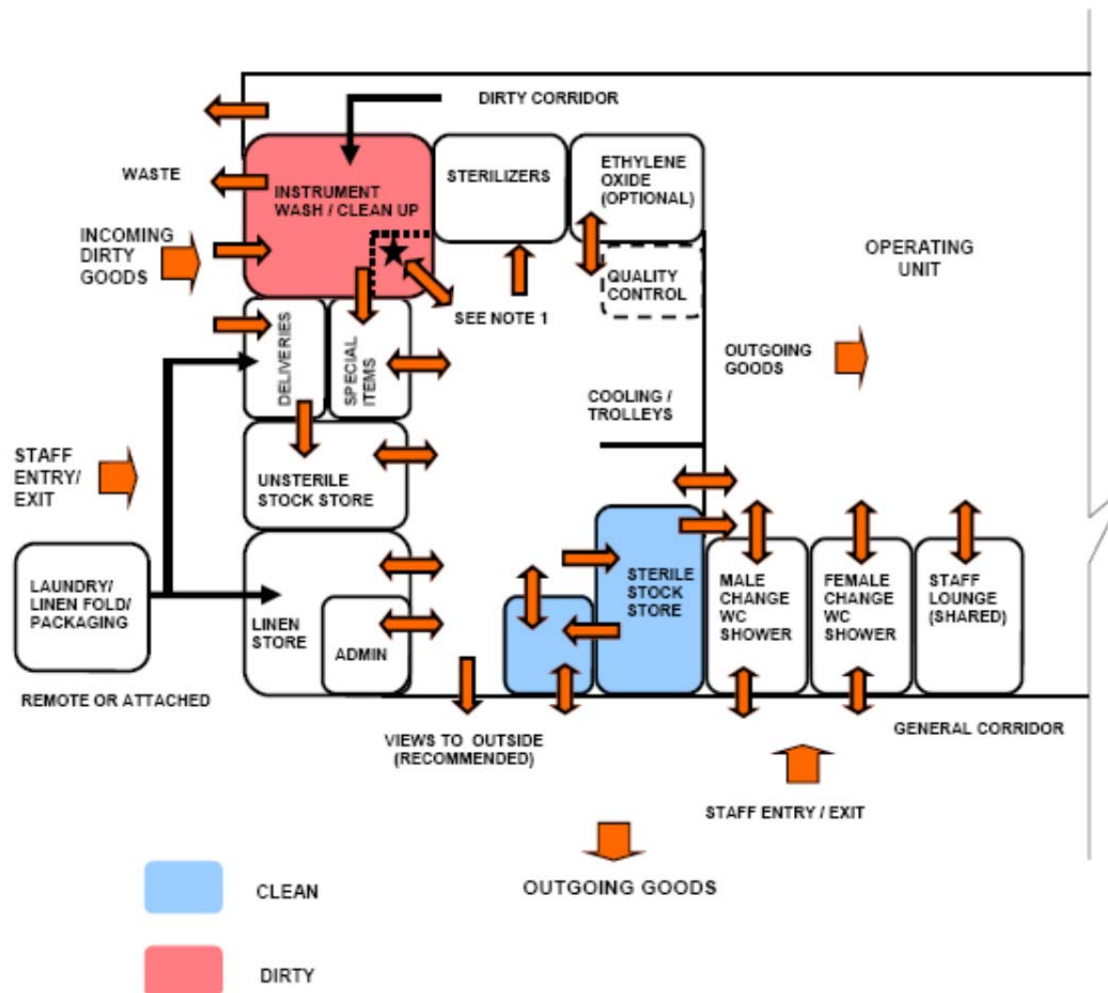 DIRTY CORRIDOR
WASTE
INSTRUMENT
WASH / CLEAN UP
STERILIZERS
ETHYLENE
OXIDE
(OPTIONAL)
INCOMING
DIRTY
GOODS
OPERATING
UNIT
QUALITY
CONTROL
SEE NOTE 1
DELIVERIES
SPECIAL
ITEMS
OUTGOING
GOODS
COOLING /
TROLLEYS
STAFF
ENTRY/
EXIT
UNSTERILE
STOCK STORE
LAUNDRY/
LINEN FOLD/
PACKAGING
LINEN
STORE
ADMIN
STERILE
STOCK
STORE
MALE
CHANGE
WC
SHOWER
FEMALE
CHANGE
WC
SHOWER
STAFF
LOUNGE
(SHARED)
REMOTE OR ATTACHED
VIEWS TO OUTSIDE
(RECOMMENDED)
GENERAL CORRIDOR
STAFF ENTRY / EXIT
OUTGOING GOODS
CLEAN
DIRTY